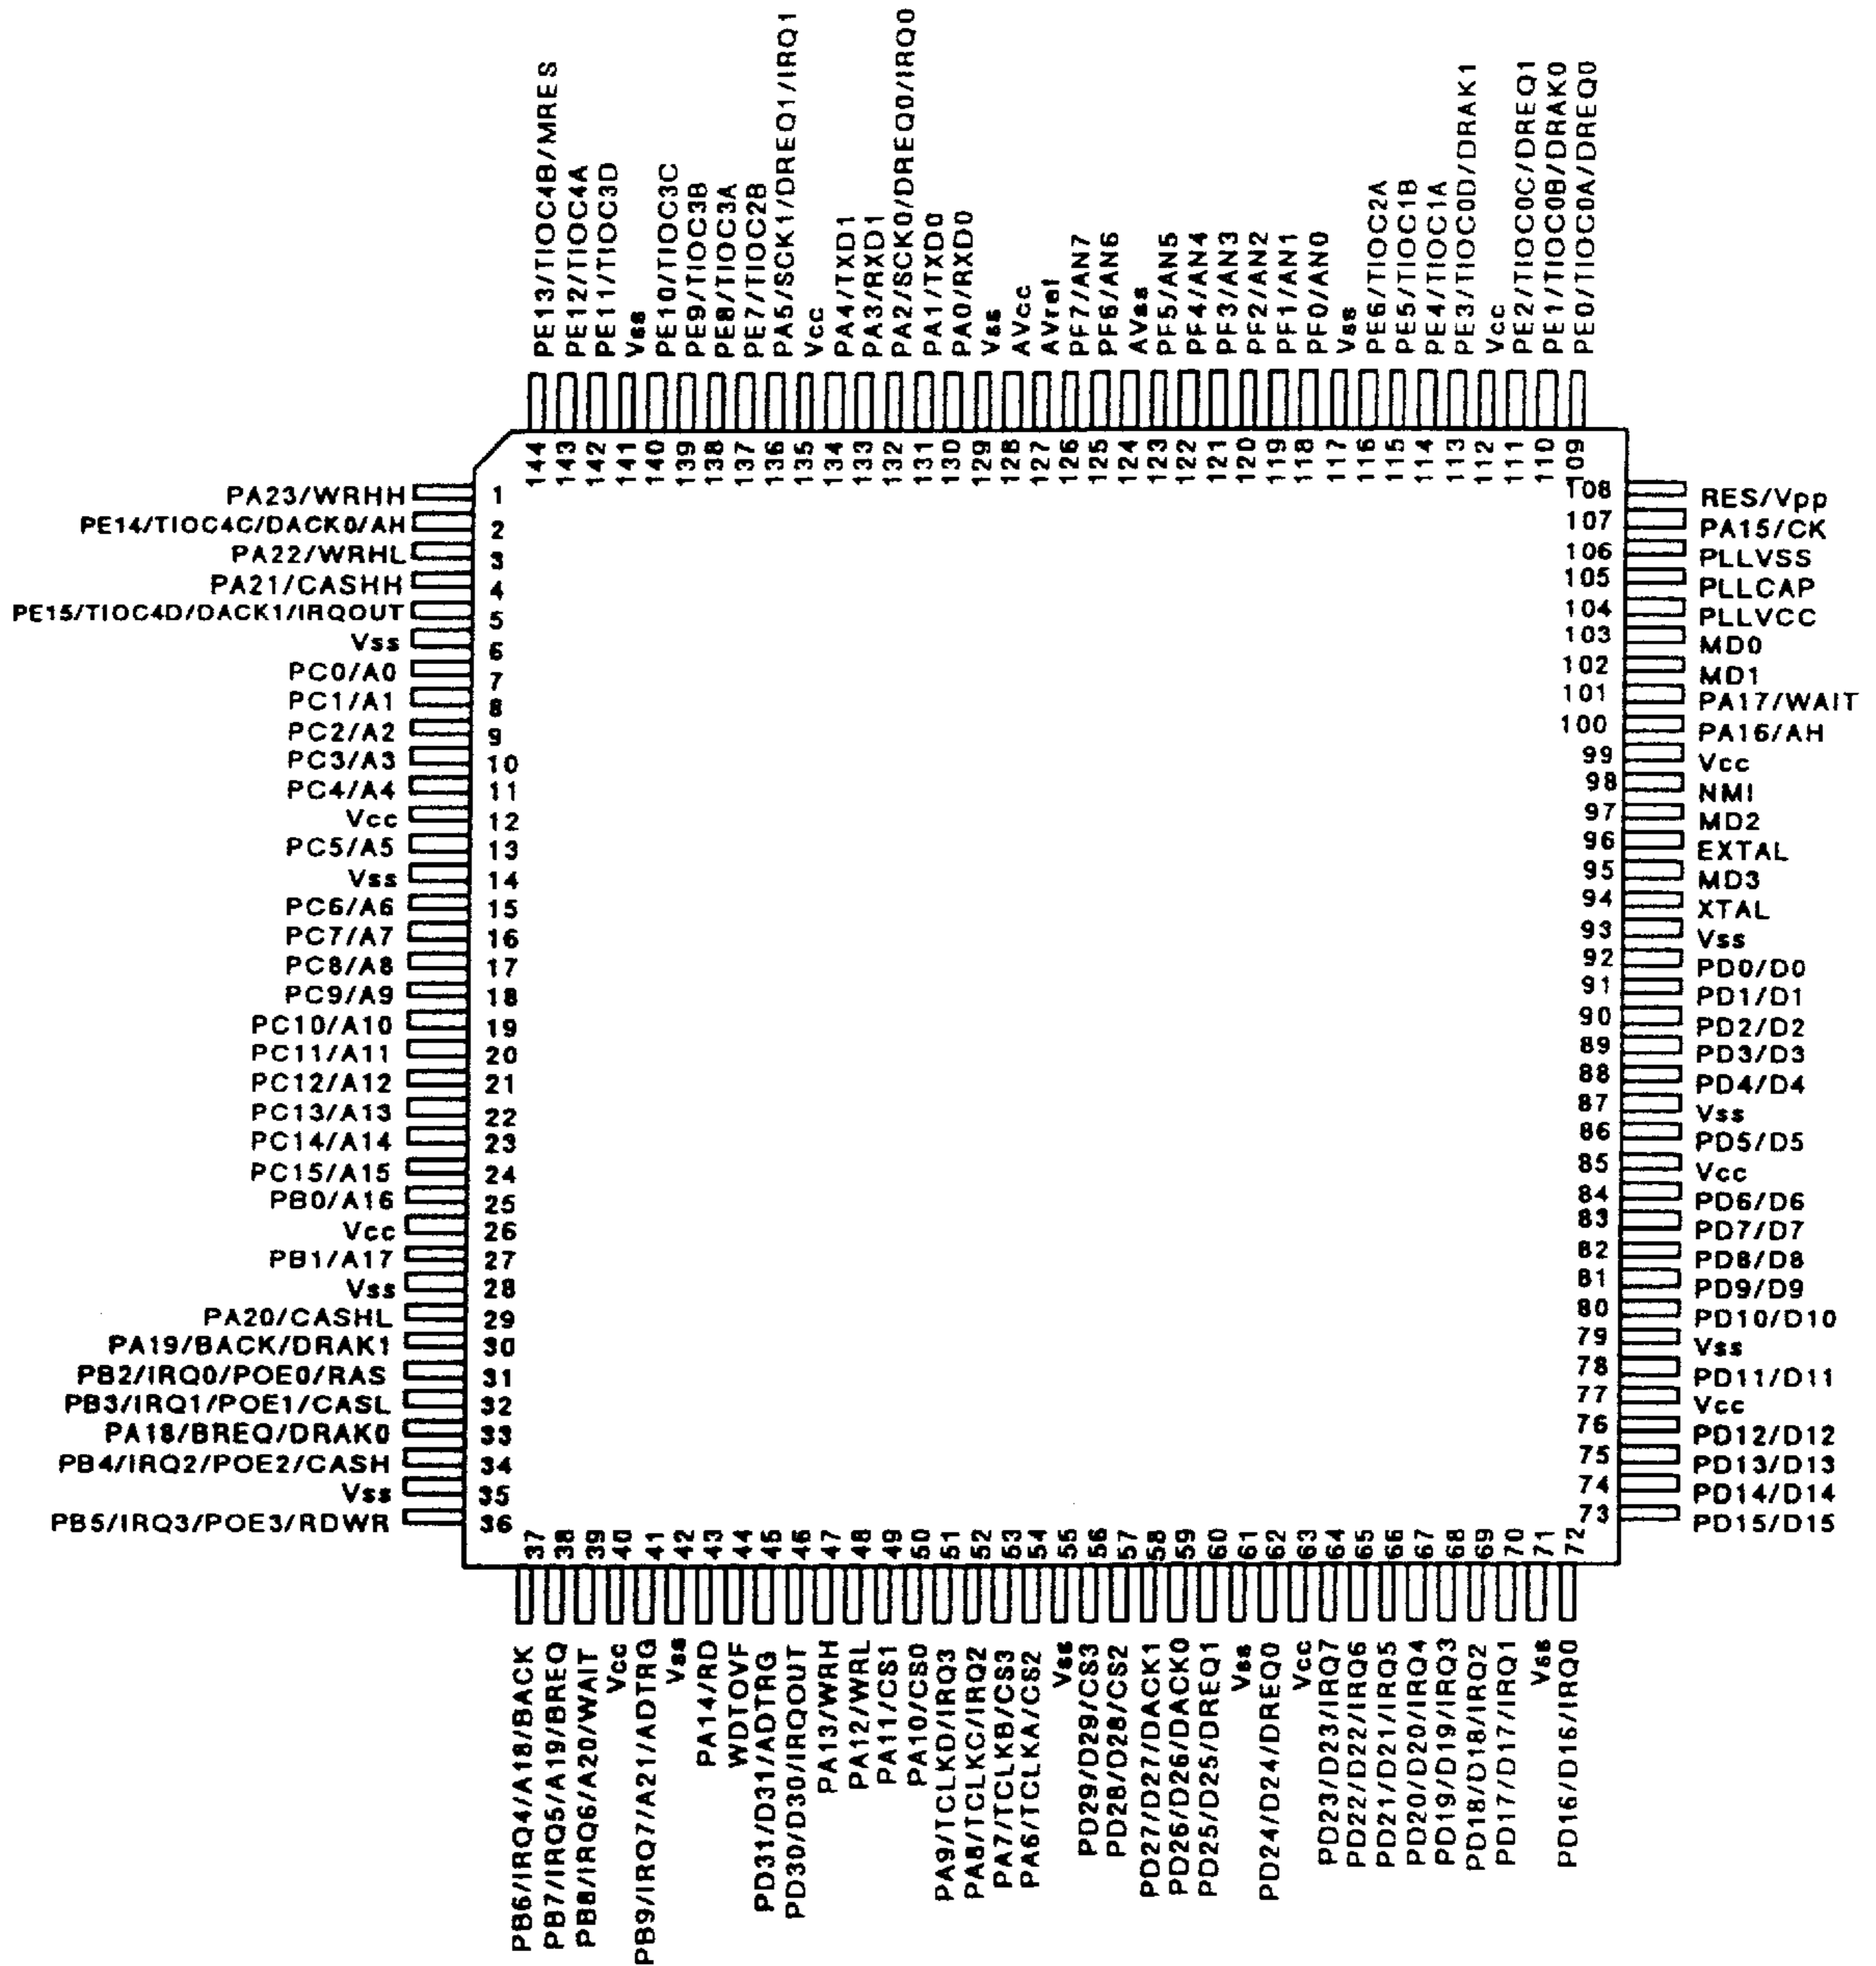 PE13/TIOC4B/MRES
PE12/TIOC4A
PE11/TIOC3D
Vss
PE10/TIOC3C
PE9/TIOC3B
PE8/TIOC3A
PE7/TIOC2B
PA5/SCK1/DREQ1/IRQ1
Vcc
PA4/TXD1
PA3/RXD1
PA2/SCK0/DREQ0/IRQ0
PA1/TXD0
PA0/RXD0
Vss
AVcc
AVref
PF7/AN7
PF6/AN6
AVss
PF5/AN5
PF4/AN4
PF3/AN3
PF2/AN2
PF1/AN1
PF0/AN0
Vss
PE6/TIOC2A
PE5/TIOC1B
PE4/TIOC1A
PE3/TIOC0D/DRAK1
Vcc
PE2/TIOC0C/DREQ1
PE1/TIOC0B/DRAK0
PE0/TIOC0A/DREQ0
144
143
142
141
140
139
138
137
136
135
134
133
132
131
130
129
128
127
126
125
124
123
122
121
120
119
118
117
116
115
114
113
112
111
110
109
PA23/WRHH 1
PE14/TIOC4C/DACK0/AH 2
PA22/WRHL 3
PA21/CASHH 4
PE15/TIOC4D/DACK1/IRQOUT 5
Vss 6
PC0/A0 7
PC1/A1 8
PC2/A2 9
PC3/A3 10
PC4/A4 11
Vcc 12
PC5/A5 13
Vss 14
PC6/A6 15
PC7/A7 16
PC8/A8 17
PC9/A9 18
PC10/A10 19
PC11/A11 20
PC12/A12 21
PC13/A13 22
PC14/A14 23
PC15/A15 24
PB0/A16 25
Vcc 26
PB1/A17 27
Vss 28
PA20/CASHL 29
PA19/BACK/DRAK1 30
PB2/IRQ0/POE0/RAS 31
PB3/IRQ1/POE1/CASL 32
PA18/BREQ/DRAK0 33
PB4/IRQ2/POE2/CASH 34
Vss 35
PB5/IRQ3/POE3/RDWR 36
108 RES/Vpp
107 PA15/CK
106 PLLVSS
105 PLLCAP
104 PLLVCC
103 MD0
102 MD1
101 PA17/WAIT
100 PA16/AH
99 Vcc
98 NMI
97 MD2
96 EXTAL
95 MD3
94 XTAL
93 Vss
92 PD0/D0
91 PD1/D1
90 PD2/D2
89 PD3/D3
88 PD4/D4
87 Vss
86 PD5/D5
85 Vcc
84 PD6/D6
83 PD7/D7
82 PD8/D8
81 PD9/D9
80 PD10/D10
79 Vss
78 PD11/D11
77 Vcc
76 PD12/D12
75 PD13/D13
74 PD14/D14
73 PD15/D15
37
38
39
40
41
42
43
44
45
46
47
48
49
50
51
52
53
54
55
56
57
58
59
60
61
62
63
64
65
66
67
68
69
70
71
72
PB6/IRQ4/A18/BACK
PB7/IRQ5/A19/BREQ
PB8/IRQ6/A20/WAIT
Vcc
PB9/IRQ7/A21/ADTRG
Vss
PA14/RD
WDTOVF
PD31/D31/ADTRG
PD30/D30/IRQOUT
PA13/WRH
PA12/WRL
PA11/CS1
PA10/CS0
PA9/TCLKD/IRQ3
PA8/TCLKC/IRQ2
PA7/TCLKB/CS3
PA6/TCLKA/CS2
Vss
PD29/D29/CS3
PD28/D28/CS2
PD27/D27/DACK1
PD26/D26/DACK0
PD25/D25/DREQ1
Vss
PD24/D24/DREQ0
Vcc
PD23/D23/IRQ7
PD22/D22/IRQ6
PD21/D21/IRQ5
PD20/D20/IRQ4
PD19/D19/IRQ3
PD18/D18/IRQ2
PD17/D17/IRQ1
Vss
PD16/D16/IRQ0